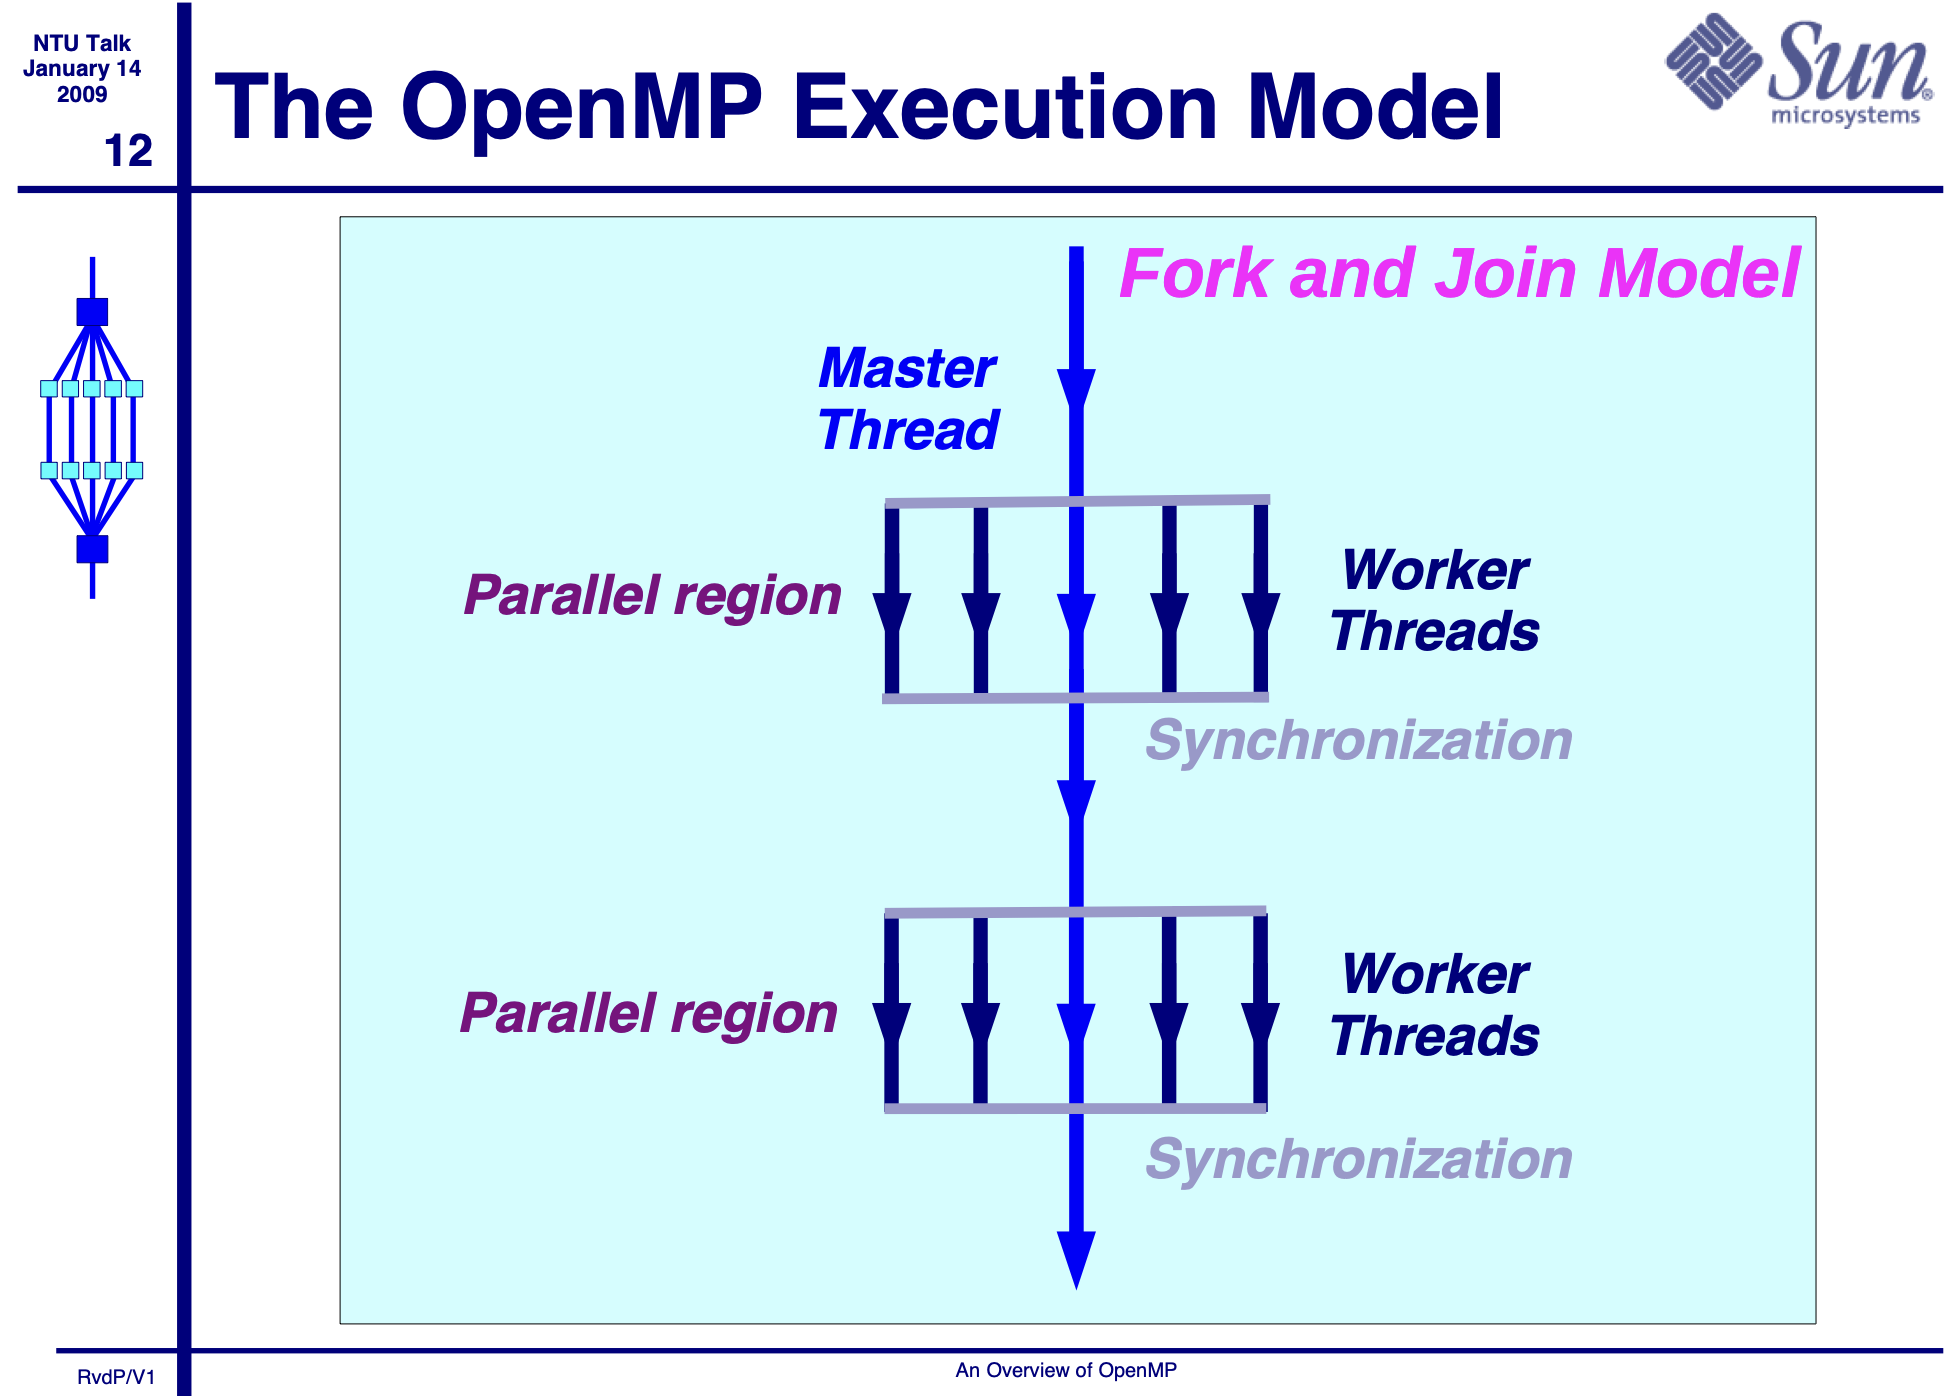 NTU Talk
January 14
2009
12
The OpenMP Execution Model
Sun
microsystems
Fork and Join Model
Master
Thread
Parallel region
Worker
Threads
Synchronization
Parallel region
Worker
Threads
Synchronization
RvdP/V1
An Overview of OpenMP